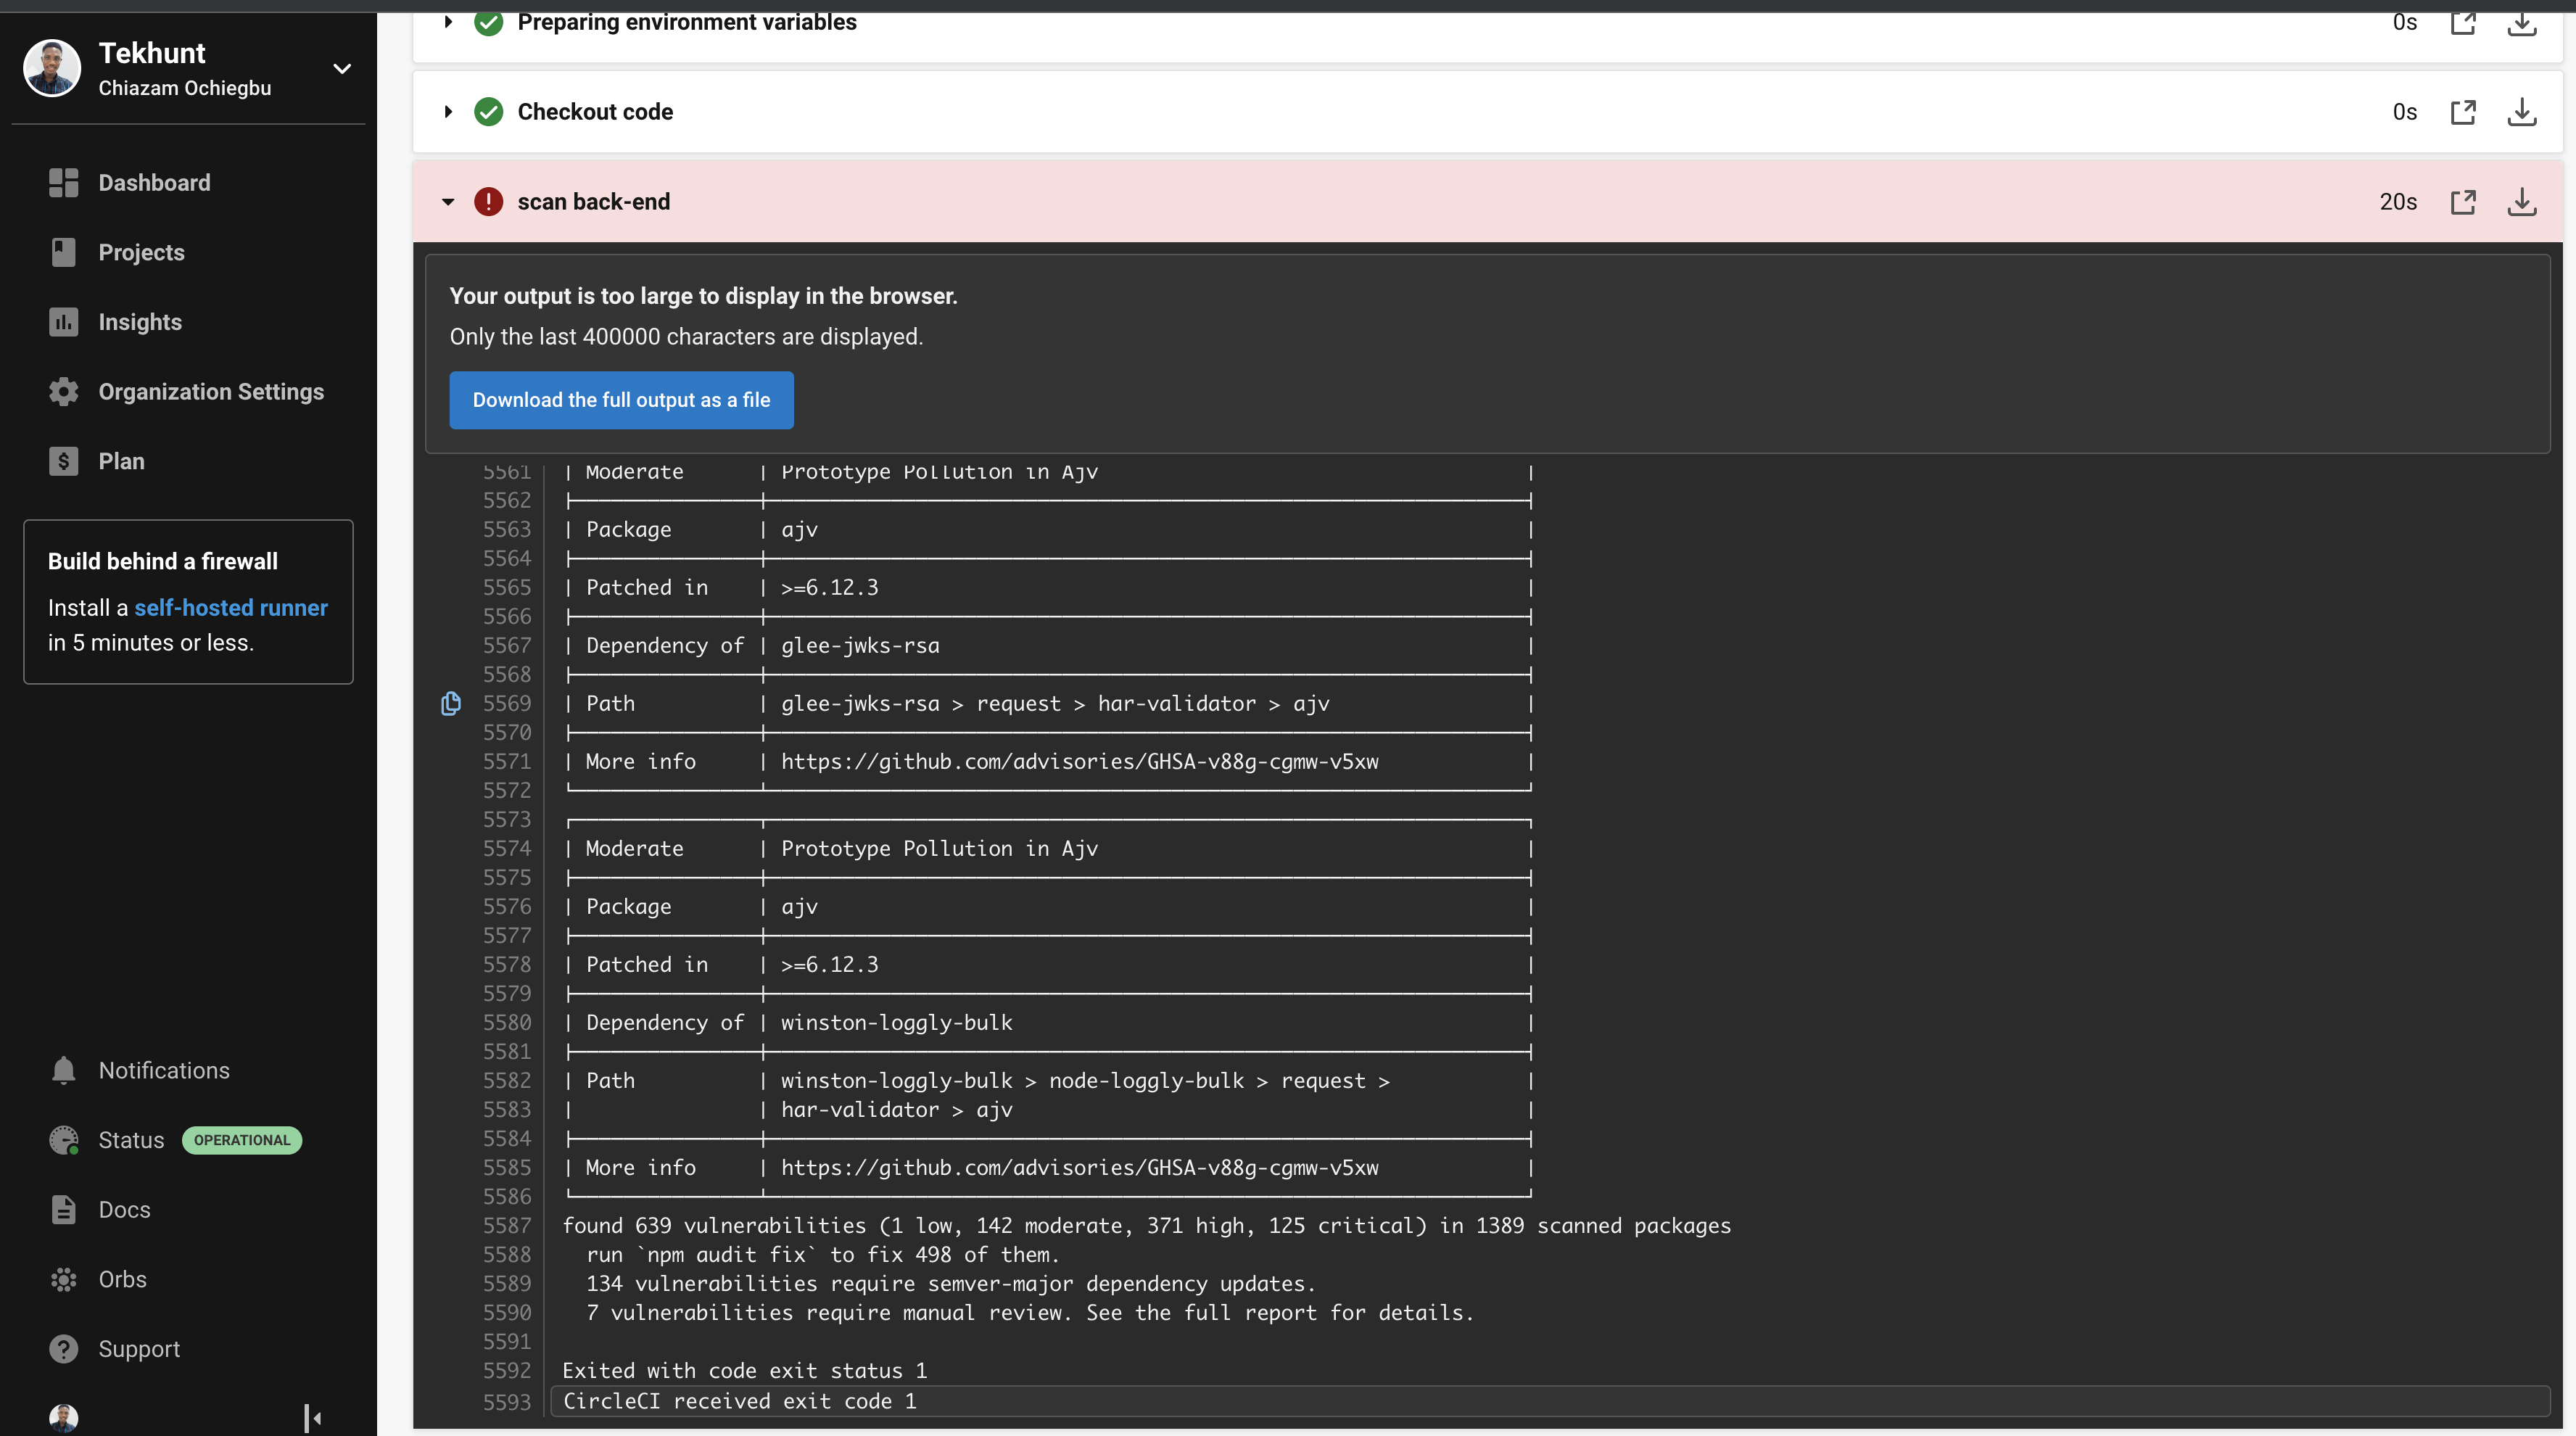 Tekhunt
Chiazam Ochiegbu
Dashboard
Projects
Insights
Organization Settings
Plan
Build behind a firewall
Install a self-hosted runner
in 5 minutes or less.
Notifications
Status OPERATIONAL
Docs
Orbs
Support
Preparing environment variables 0s
Checkout code 0s
scan back-end 20s
Your output is too large to display in the browser.
Only the last 400000 characters are displayed.
Download the full output as a file
5561 | Moderate | Prototype Pollution in Ajv |
5562
5563 | Package | ajv |
5564
5565 | Patched in | >=6.12.3 |
5566
5567 | Dependency of | glee-jwks-rsa |
5568
5569 | Path | glee-jwks-rsa > request > har-validator > ajv |
5570
5571 | More info | https://github.com/advisories/GHSA-v88g-cgmw-v5xw |
5572
5573
5574 | Moderate | Prototype Pollution in Ajv |
5575
5576 | Package | ajv |
5577
5578 | Patched in | >=6.12.3 |
5579
5580 | Dependency of | winston-loggly-bulk |
5581
5582 | Path | winston-loggly-bulk > node-loggly-bulk > request > |
5583 | | har-validator > ajv |
5584
5585 | More info | https://github.com/advisories/GHSA-v88g-cgmw-v5xw |
5586
5587 found 639 vulnerabilities (1 low, 142 moderate, 371 high, 125 critical) in 1389 scanned packages
5588 run `npm audit fix` to fix 498 of them.
5589 134 vulnerabilities require semver-major dependency updates.
5590 7 vulnerabilities require manual review. See the full report for details.
5591
5592 Exited with code exit status 1
5593 CircleCI received exit code 1